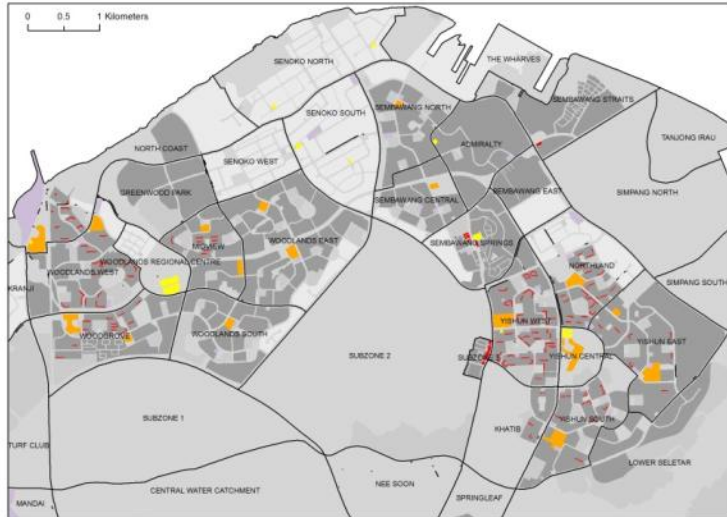 0 0.5 1 Kilometers
SENOKO NORTH
THE WHARVES
SENOKO SOUTH
SEMBAWANG NORTH
SEMBAWANG STRAITS
TANJONG IRAU
NORTH COAST
ADMIRALTY
SENOKO WEST
GREENWOOD PARK
SEMBAWANG EAST
SIMPANG NORTH
SEMBAWANG CENTRAL
MIDVIEW
WOODLANDS EAST
SEMBAWANG SPRINGS
WOODLANDS REGIONAL CENTRE
NORTHLAND
WOODLANDS WEST
SIMPANG SOUTH
KRANJI
YISHUN WEST
WOODGROVE
WOODLANDS SOUTH
YISHUN EAST
SUBZONE 2
YISHUN CENTRAL
SUBZONE 1
YISHUN SOUTH
KHATIB
TURF CLUB
LOWER SELETAR
NEE SOON
CENTRAL WATER CATCHMENT
SPRINGLEAF
MANDAI